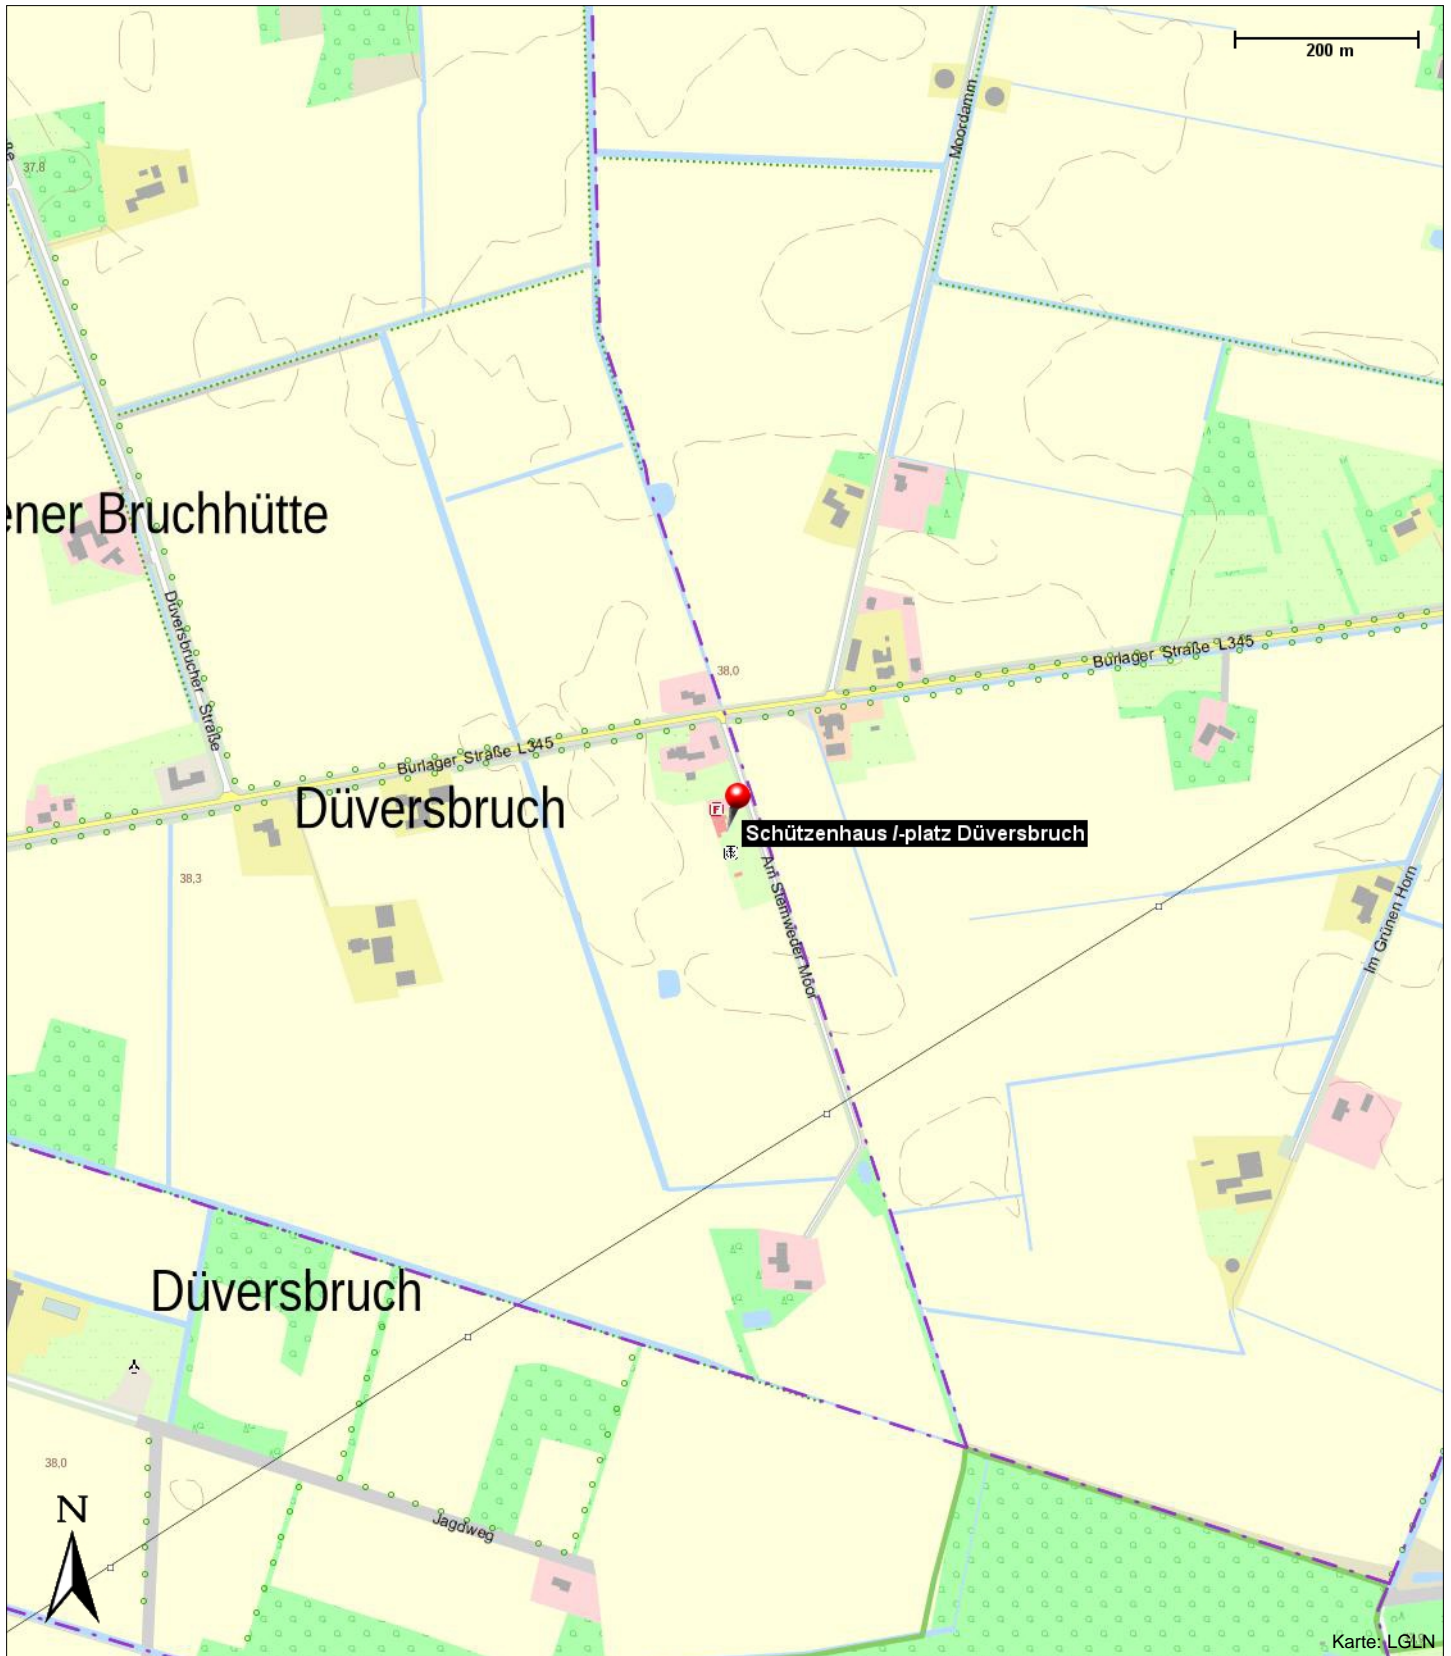 200 m
Moordamm
37,8
ener Bruchhütte
Düversbrucher Straße
38,0
Burlager Straße L345
Burlager Straße L345
Düversbruch
F
Schützenhaus /-platz Düversbruch
Am Stemweder Moor
38,3
Im Grünen Horn
Düversbruch
38,0
Jagdweg
N
Karte: LGLN